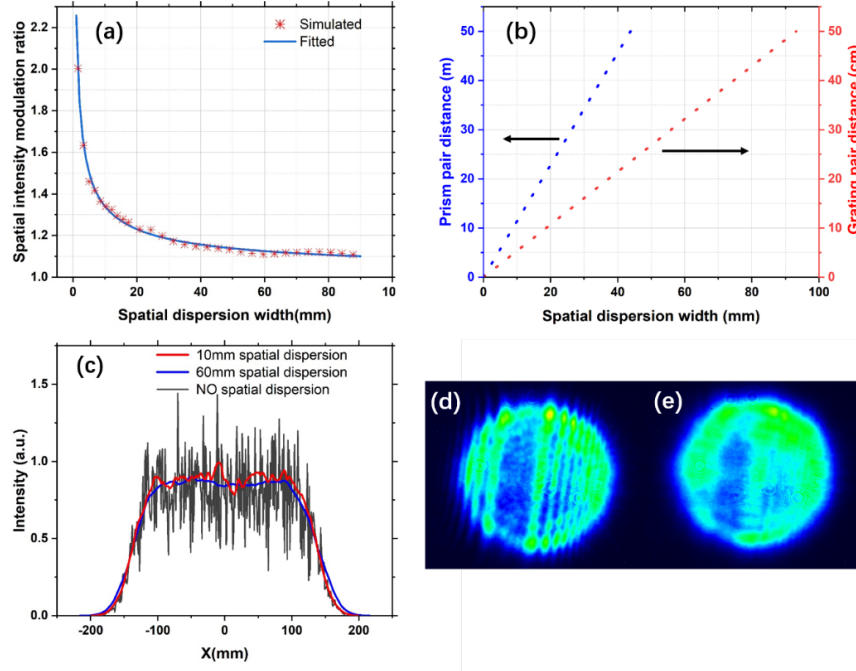 (a)
Simulated
Fitted
2.2
2.0
1.8
1.6
1.4
1.2
1.0
0 20 40 60 80 10
Spatial intensity modulation ratio
Spatial dispersion width(mm)
(b)
50
40
30
20
10
0
Prism pair distance (m)
50
40
30
20
10
0
Grating pair distance (cm)
0 20 40 60 80 100
Spatial dispersion width (mm)
(c)
10mm spatial dispersion
60mm spatial dispersion
NO spatial dispersion
1.5
1.0
0.5
0.0
Intensity (a.u.)
-200 -100 0 100 200
X(mm)
(d)
(e)